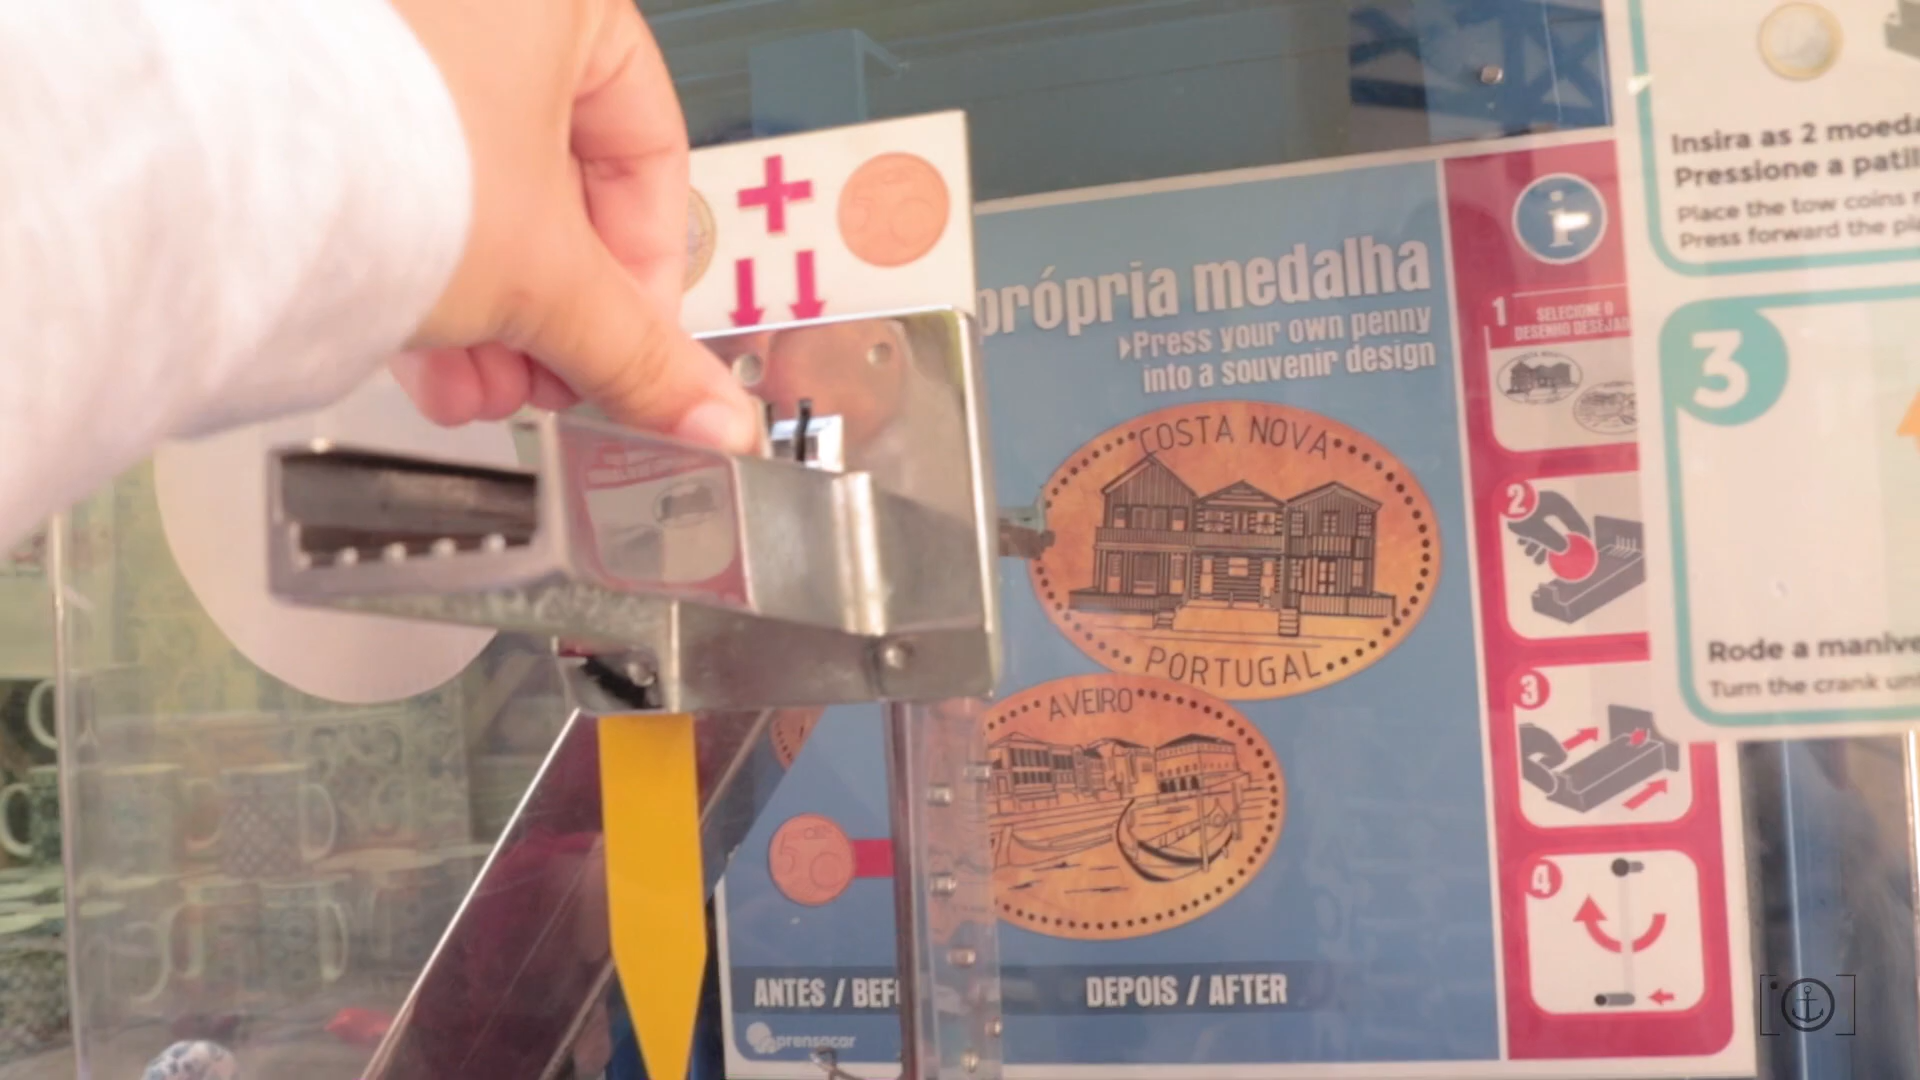 própria medalha
Press your own penny
into a souvenir design
COSTA NOVA
PORTUGAL
AVEIRO
ANTES / BEF
DEPOIS / AFTER
prensacar
i
1 SELECIONE O
DESENHO DESEJAD
2
3
4
Insira as 2 moeda
Pressione a patil
Place the tow coins
Press forward the pl
3
Rode a manive
Turn the crank un